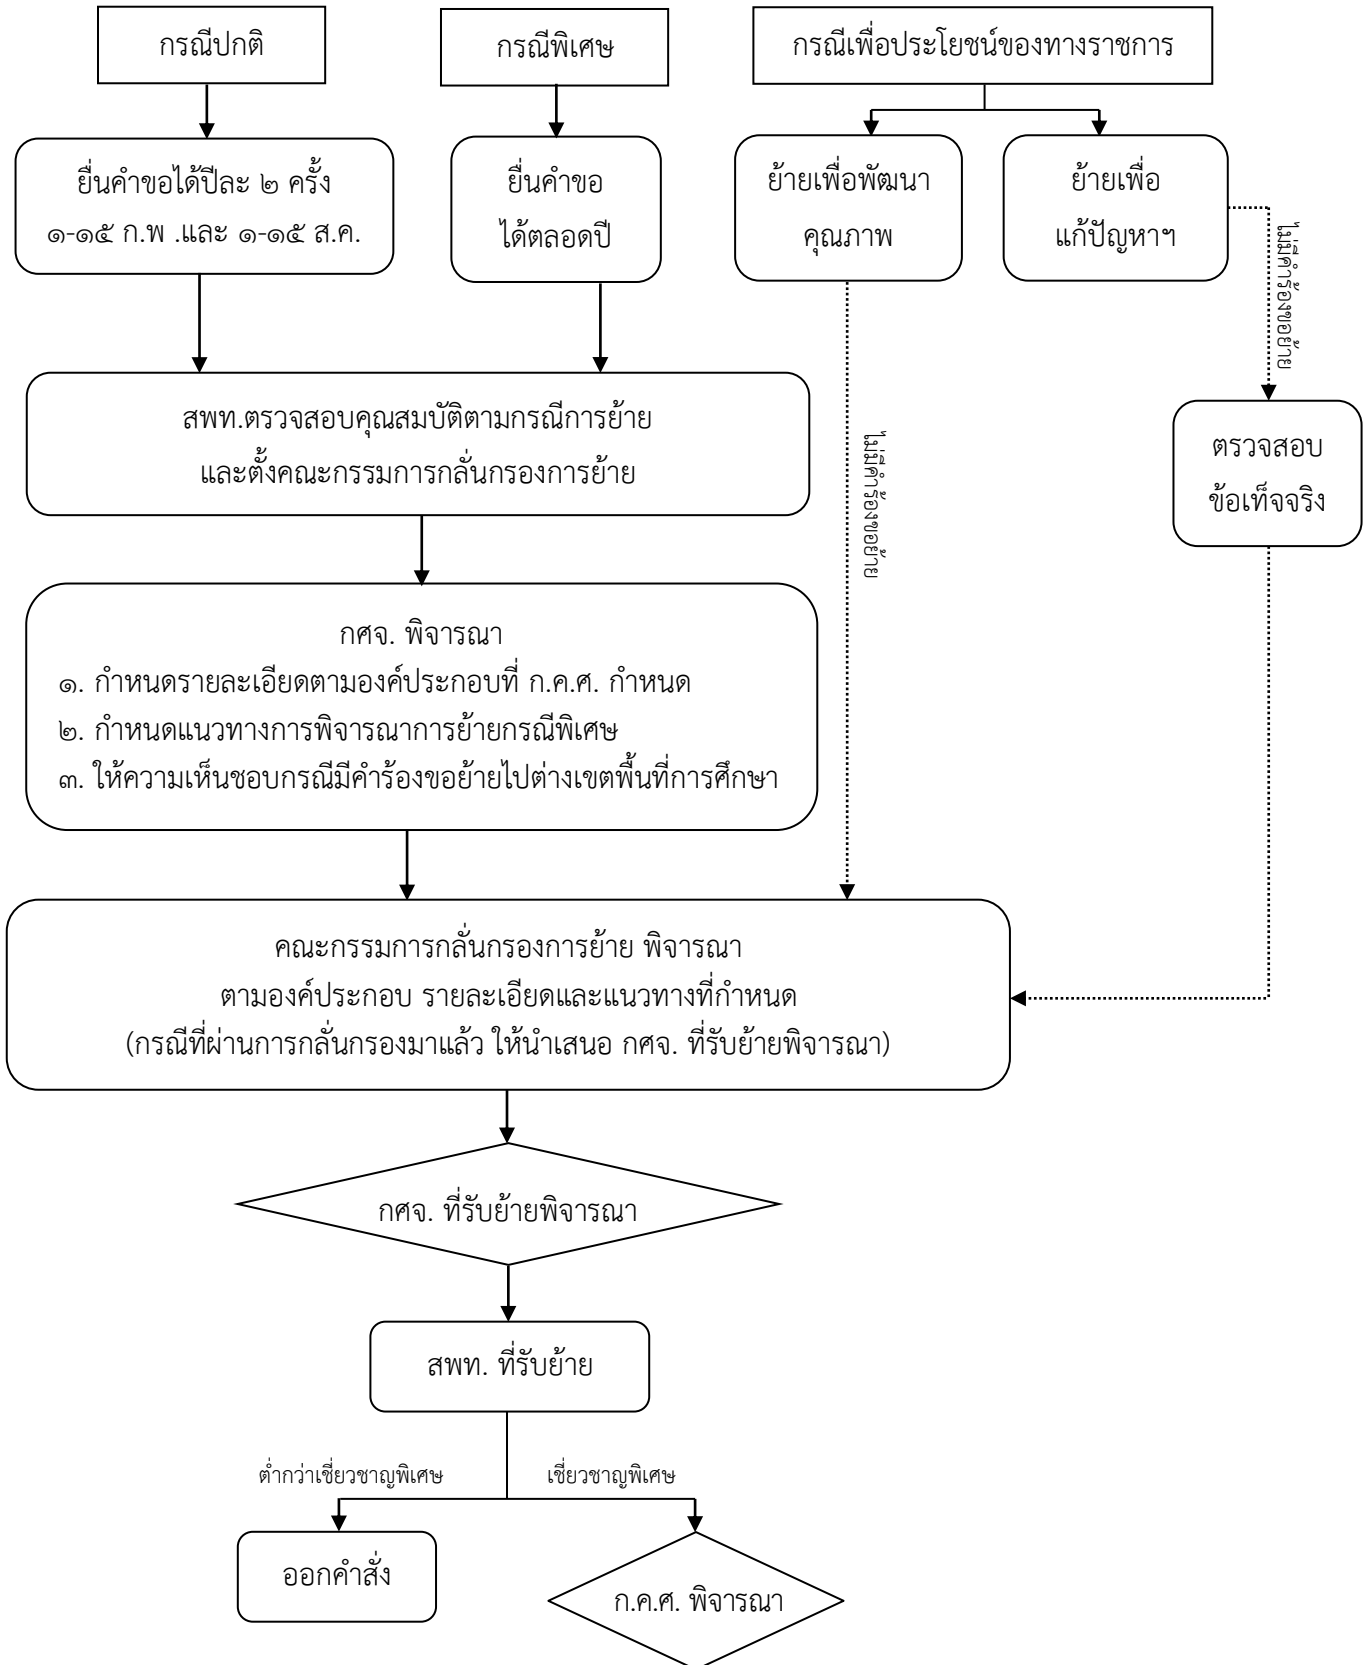 กรณีปกติ
กรณีพิเศษ
กรณีเพื่อประโยชน์ของทางราชการ
ยื่นคำขอได้ปีละ ๒ ครั้ง
๑-๑๕ ก.พ .และ ๑-๑๕ ส.ค.
ยื่นคำขอ
ได้ตลอดปี
ย้ายเพื่อพัฒนา
คุณภาพ
ย้ายเพื่อ
แก้ปัญหาฯ
ไม่มีคำร้องขอย้าย
สพท.ตรวจสอบคุณสมบัติตามกรณีการย้าย
และตั้งคณะกรรมการกลั่นกรองการย้าย
ไม่มีคำร้องขอย้าย
ตรวจสอบ
ข้อเท็จจริง
กศจ. พิจารณา
๑. กำหนดรายละเอียดตามองค์ประกอบที่ ก.ค.ศ. กำหนด
๒. กำหนดแนวทางการพิจารณาการย้ายกรณีพิเศษ
๓. ให้ความเห็นชอบกรณีมีคำร้องขอย้ายไปต่างเขตพื้นที่การศึกษา
คณะกรรมการกลั่นกรองการย้าย พิจารณา
ตามองค์ประกอบ รายละเอียดและแนวทางที่กำหนด
(กรณีที่ผ่านการกลั่นกรองมาแล้ว ให้นำเสนอ กศจ. ที่รับย้ายพิจารณา)
กศจ. ที่รับย้ายพิจารณา
สพท. ที่รับย้าย
ต่ำกว่าเชี่ยวชาญพิเศษ
เชี่ยวชาญพิเศษ
ออกคำสั่ง
ก.ค.ศ. พิจารณา